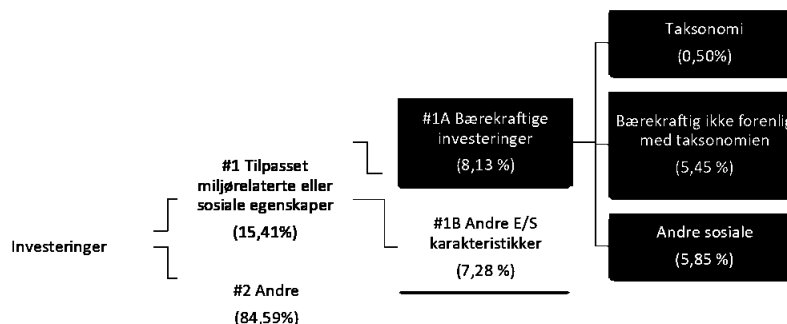 Investeringer
#1 Tilpasset
miljørelaterte eller
sosiale egenskaper
(15,41%)
#2 Andre
(84,59%)
#1A Bærekraftige
investeringer
(8,13 %)
#1B Andre E/S
karakteristikker
(7,28 %)
Taksonomi
(0,50%)
Bærekraftig ikke forenlig
med taksonomien
(5,45 %)
Andre sosiale
(5,85 %)